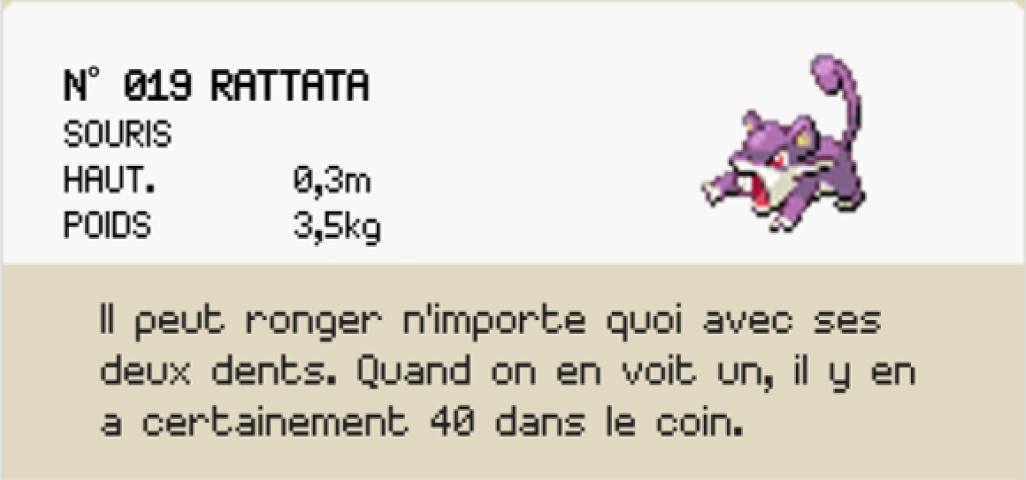 N° 019 RATTATA
SOURIS
HAUT. 0,3m
POIDS 3,5kg
Il peut ronger n'importe quoi avec ses
deux dents. Quand on en voit un, il y en
a certainement 40 dans le coin.